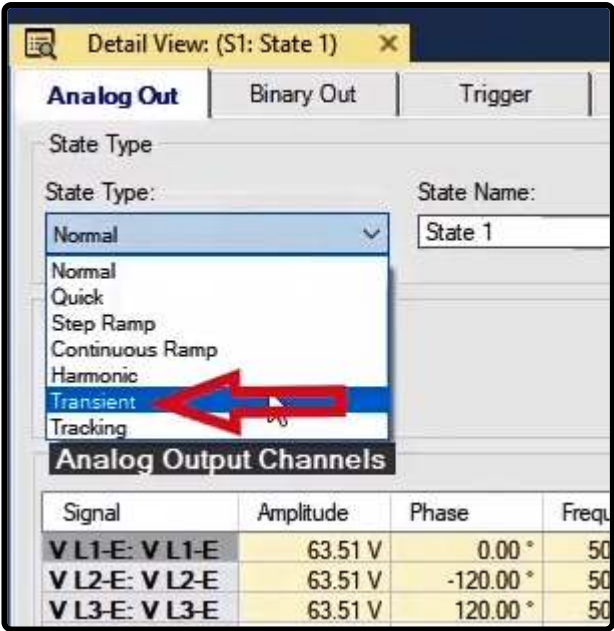 Detail View: (S1: State 1) ×
Analog Out Binary Out Trigger
State Type
State Type: State Name:
Normal State 1
Normal
Quick
Step Ramp
Continuous Ramp
Harmonic
Transient
Tracking
Analog Output Channels
Signal Amplitude Phase Frequ
V L1-E: V L1-E 63.51 V 0.00 ° 50
V L2-E: V L2-E 63.51 V -120.00 ° 50
V L3-E: V L3-E 63.51 V 120.00 ° 50